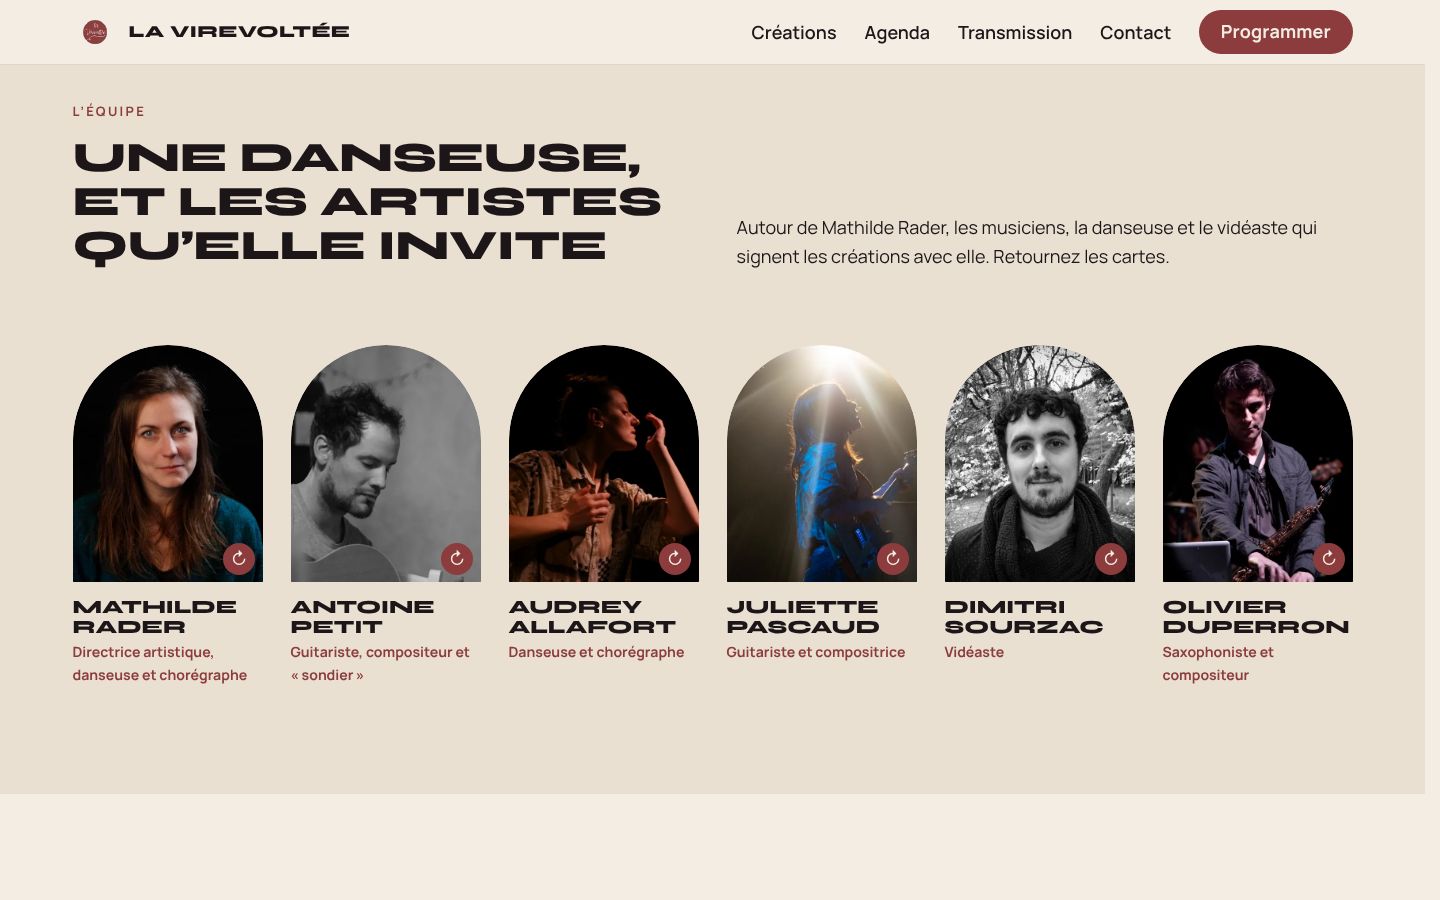 LA VIREVOLTÉE
Créations
Agenda
Transmission
Contact
Programmer
L’ÉQUIPE
UNE DANSEUSE,
ET LES ARTISTES
QU’ELLE INVITE
Autour de Mathilde Rader, les musiciens, la danseuse et le vidéaste qui
signent les créations avec elle. Retournez les cartes.
MATHILDE
RADER
Directrice artistique,
danseuse et chorégraphe
ANTOINE
PETIT
Guitariste, compositeur et
« sondier »
AUDREY
ALLAFORT
Danseuse et chorégraphe
JULIETTE
PASCAUD
Guitariste et compositrice
DIMITRI
SOURZAC
Vidéaste
OLIVIER
DUPERRON
Saxophoniste et
compositeur